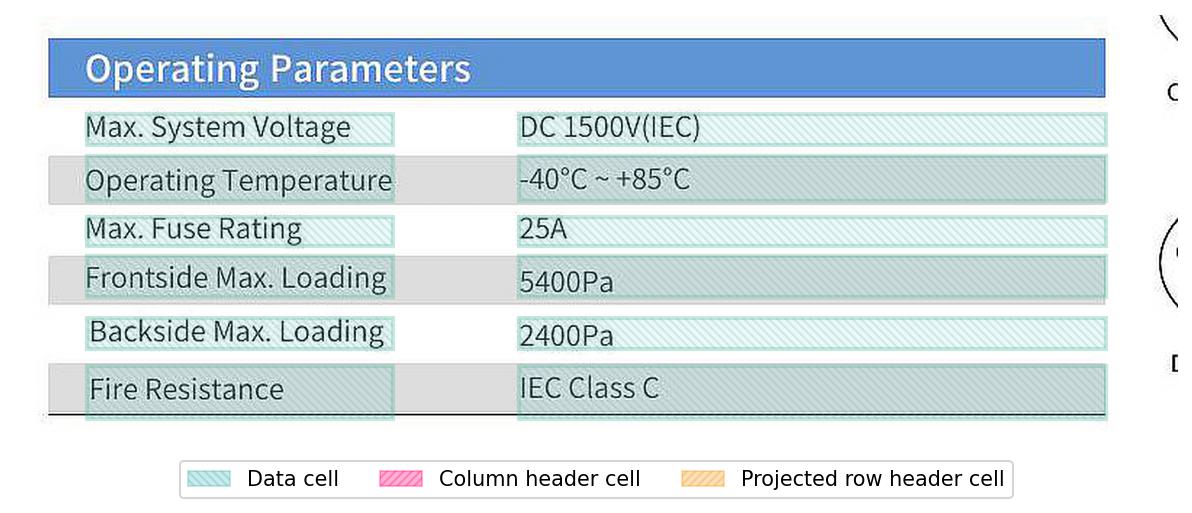 Operating Parameters
Max. System Voltage DC 1500V(IEC)
Operating Temperature -40°C ~ +85°C
Max. Fuse Rating 25A
Frontside Max. Loading 5400Pa
Backside Max. Loading 2400Pa
Fire Resistance IEC Class C
Data cell Column header cell Projected row header cell